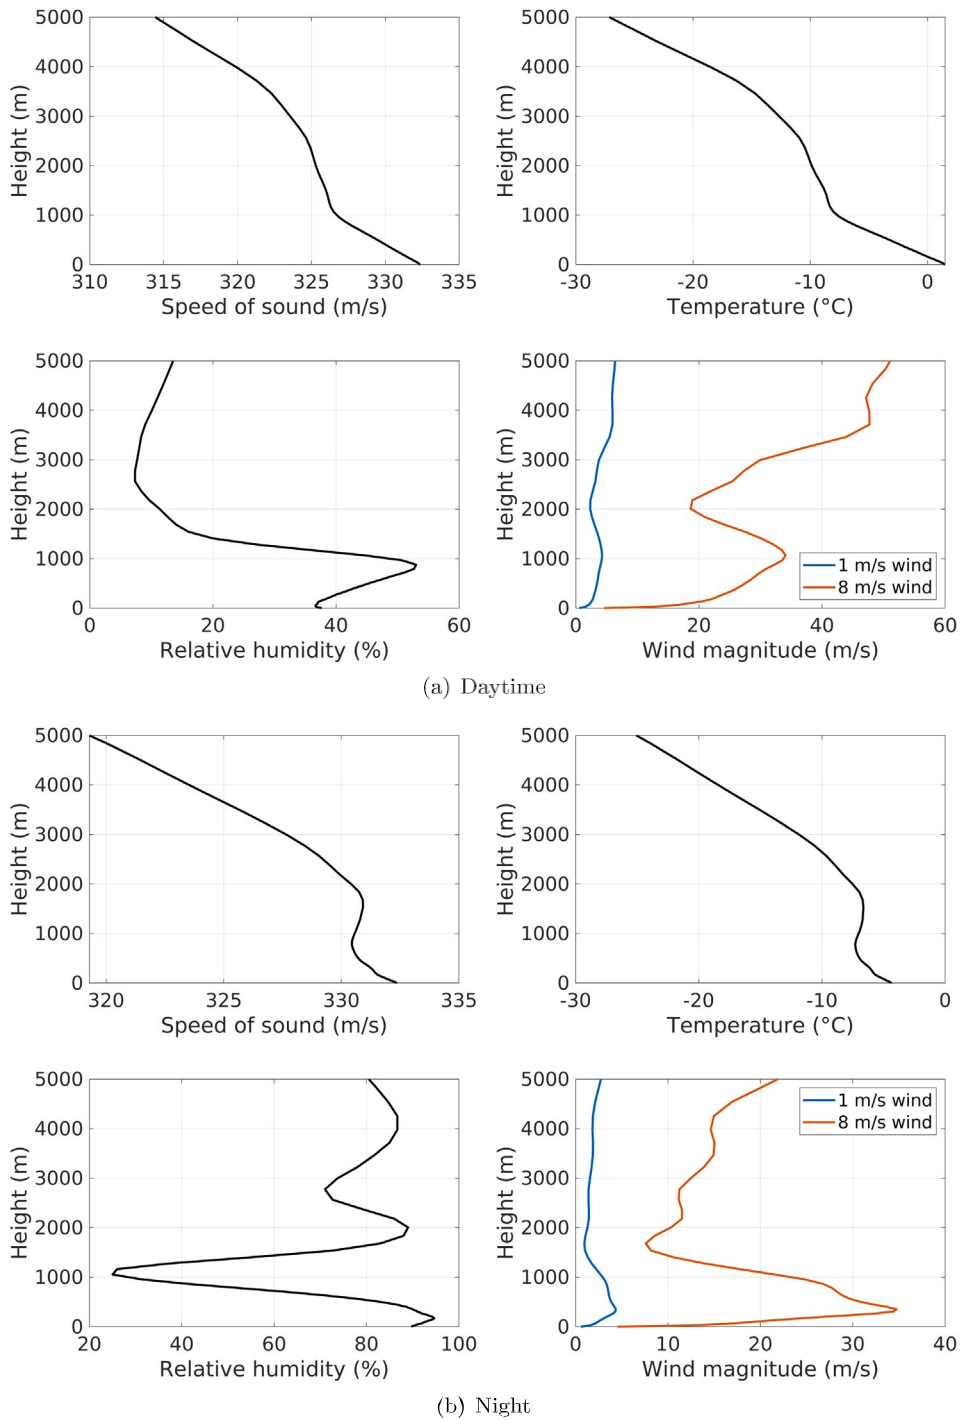 5000
4000
3000
2000
1000
0
Height (m)
310 315 320 325 330 335
Speed of sound (m/s)
5000
4000
3000
2000
1000
0
Height (m)
-30 -20 -10 0
Temperature (°C)
5000
4000
3000
2000
1000
0
Height (m)
0 20 40 60
Relative humidity (%)
5000
4000
3000
2000
1000
0
Height (m)
1 m/s wind
8 m/s wind
0 20 40 60
Wind magnitude (m/s)
(a) Daytime
5000
4000
3000
2000
1000
0
Height (m)
320 325 330 335
Speed of sound (m/s)
5000
4000
3000
2000
1000
0
Height (m)
-30 -20 -10 0
Temperature (°C)
5000
4000
3000
2000
1000
0
Height (m)
20 40 60 80 100
Relative humidity (%)
5000
4000
3000
2000
1000
0
Height (m)
1 m/s wind
8 m/s wind
0 10 20 30 40
Wind magnitude (m/s)
(b) Night